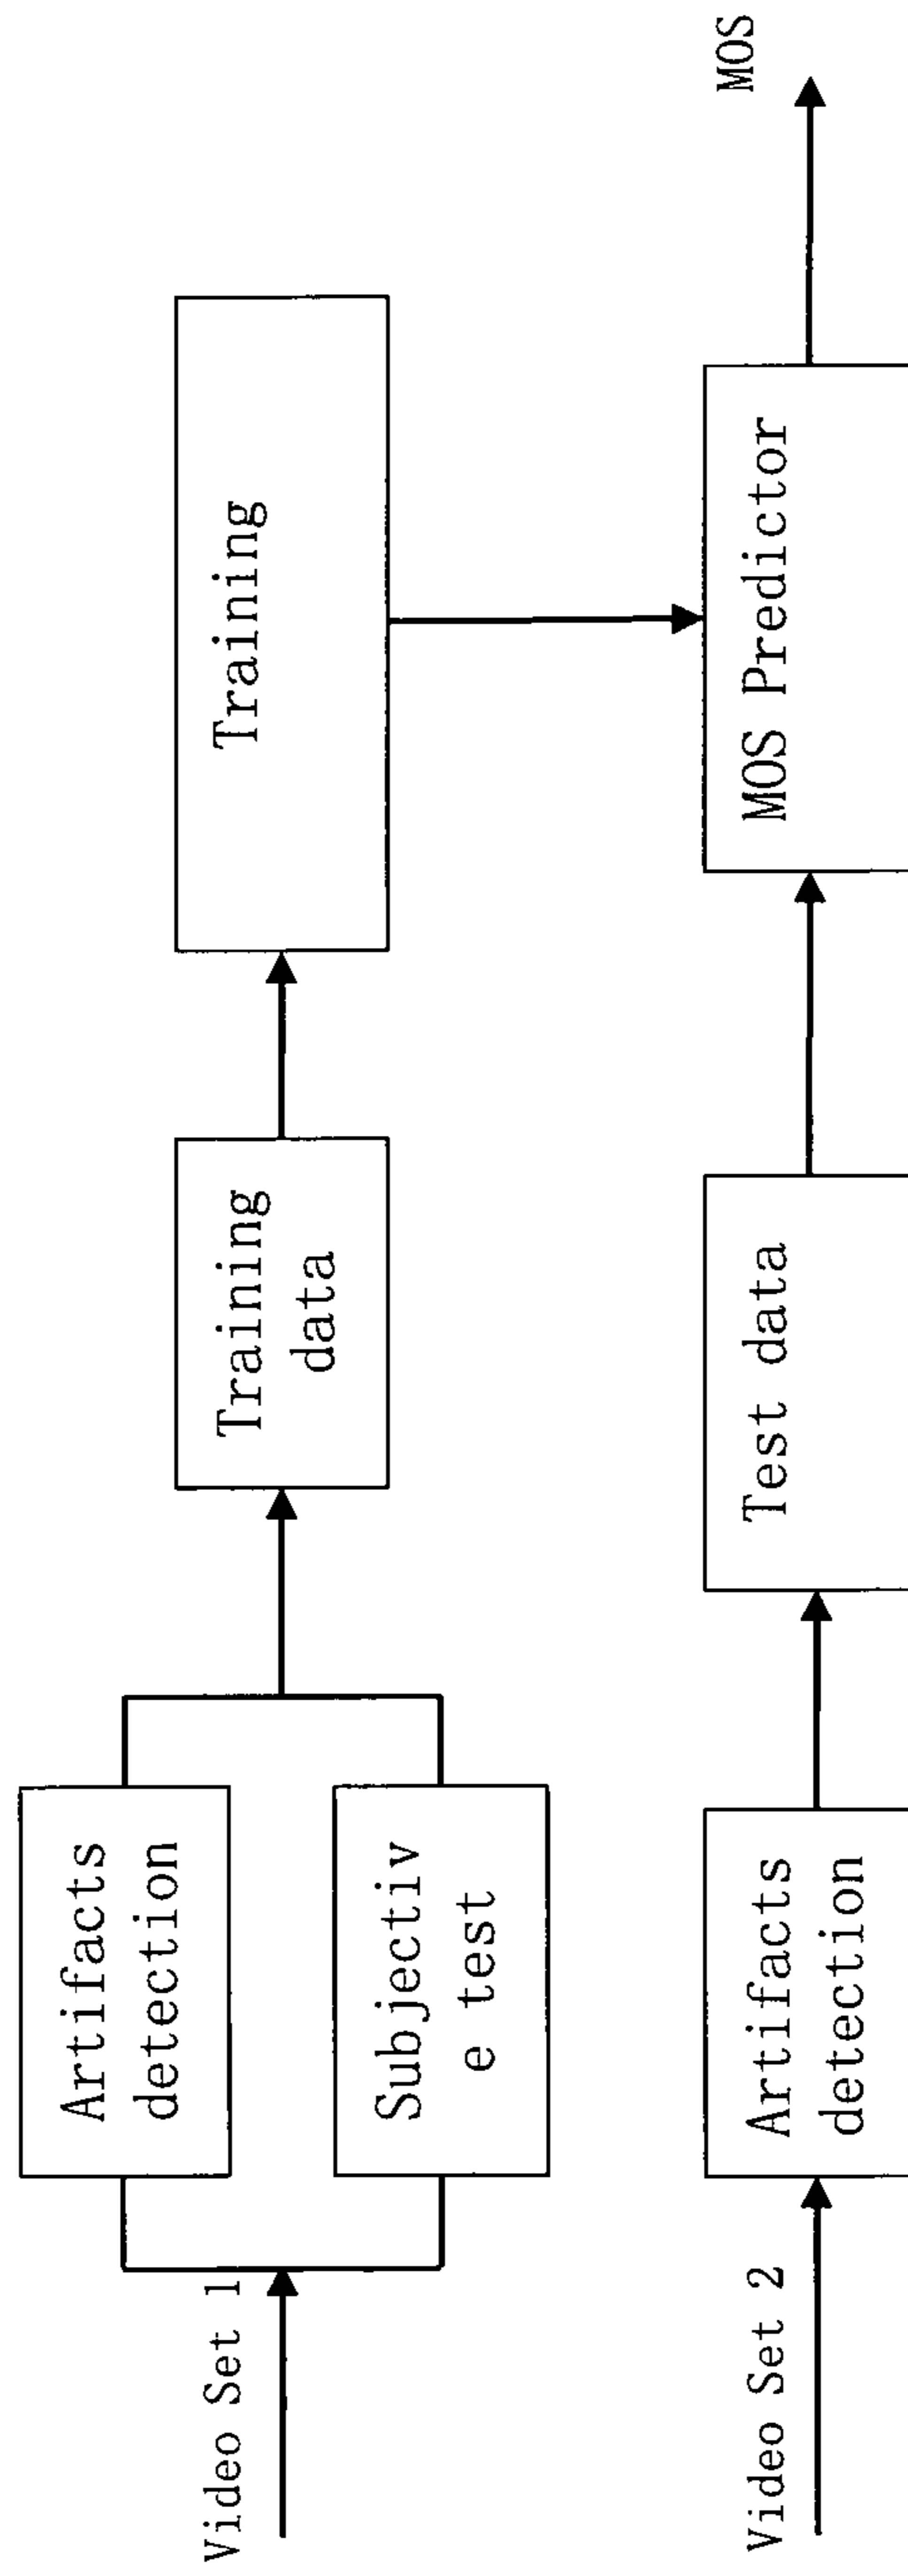 Video Set 1
Artifacts
detection
Subjectiv
e test
Training
data
Training
Video Set 2
Artifacts
detection
Test data
MOS Predictor
MOS